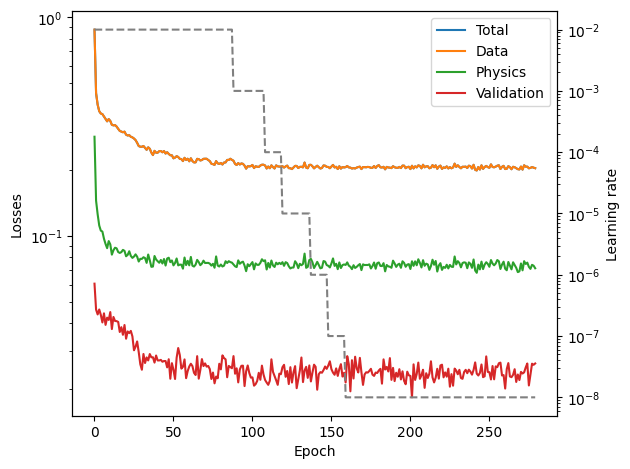 Total
Data
Physics
Validation
10⁰
10⁻¹
Losses
10⁻²
10⁻³
10⁻⁴
10⁻⁵
10⁻⁶
10⁻⁷
10⁻⁸
Learning rate
0 50 100 150 200 250
Epoch